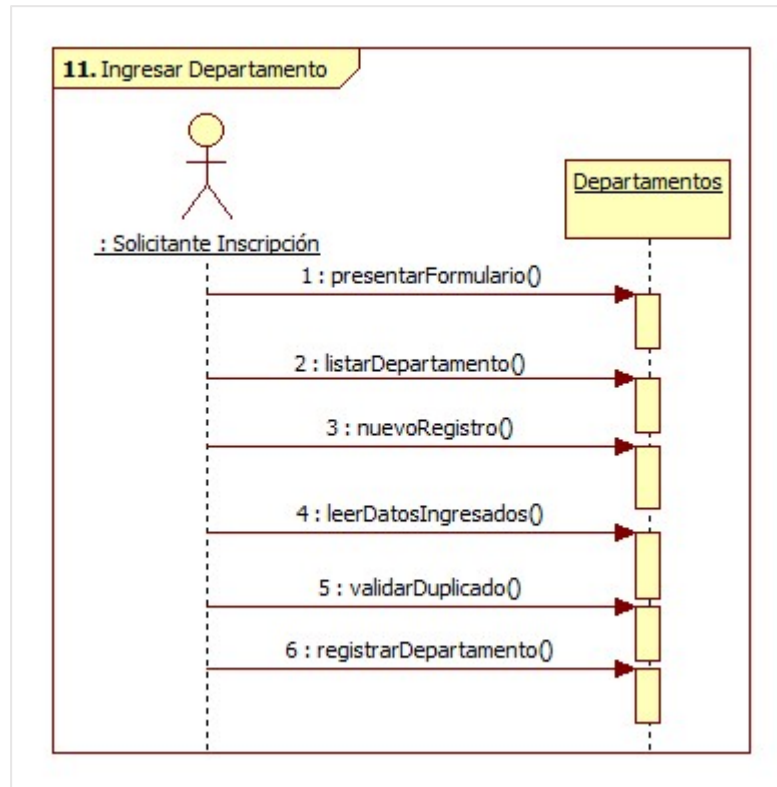 11. Ingresar Departamento
Departamentos
: Solicitante Inscripción
1 : presentarFormulario()
2 : listarDepartamento()
3 : nuevoRegistro()
4 : leerDatosIngresados()
5 : validarDuplicado()
6 : registrarDepartamento()